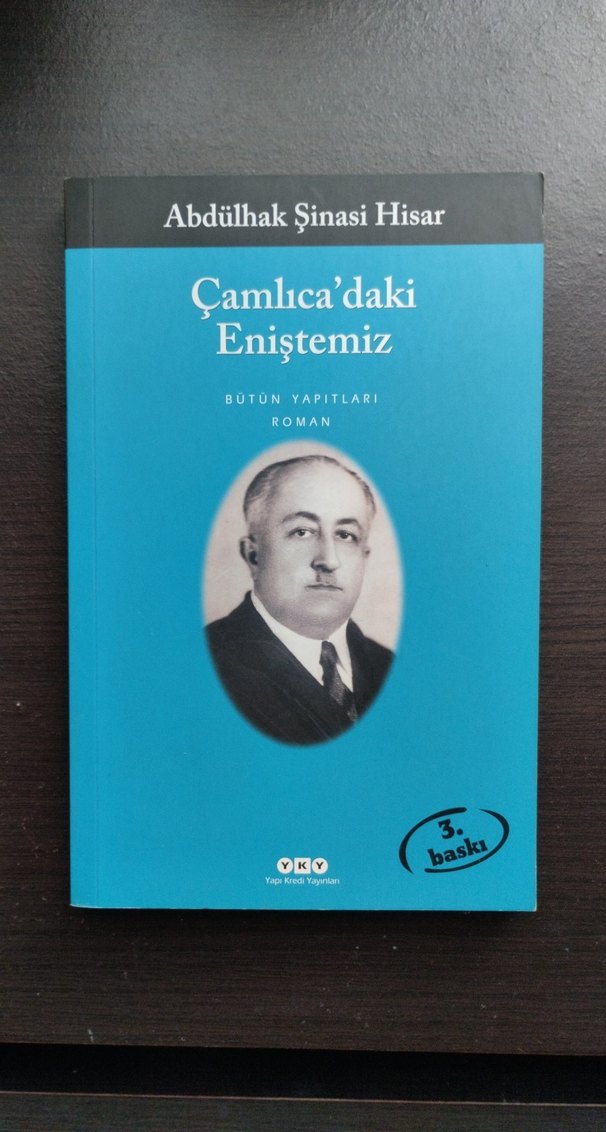 Abdülhak Şinasi Hisar
Çamlıca'daki
Eniştemiz
BÜTÜN YAPITLARI
ROMAN
3.
baskı
YKY
Yapı Kredi Yayınları